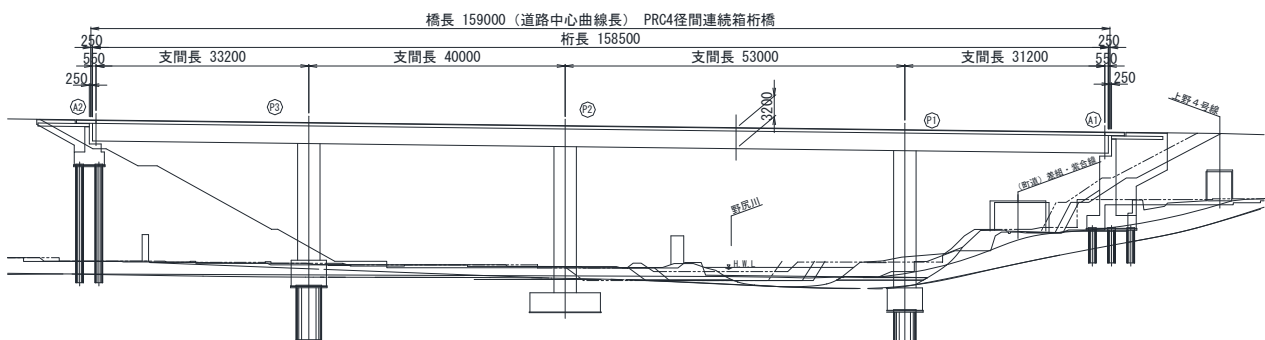 橋長 159000（道路中心曲線長） PRC4径間連続箱桁橋
250 桁長 158500 250
550 支間長 33200 支間長 40000 支間長 53000 支間長 31200 550
250 250
3200
A2 P3 P2 P1 A1
上野４号線
(町道) 差組・紫合線
野尻川
H.W.L